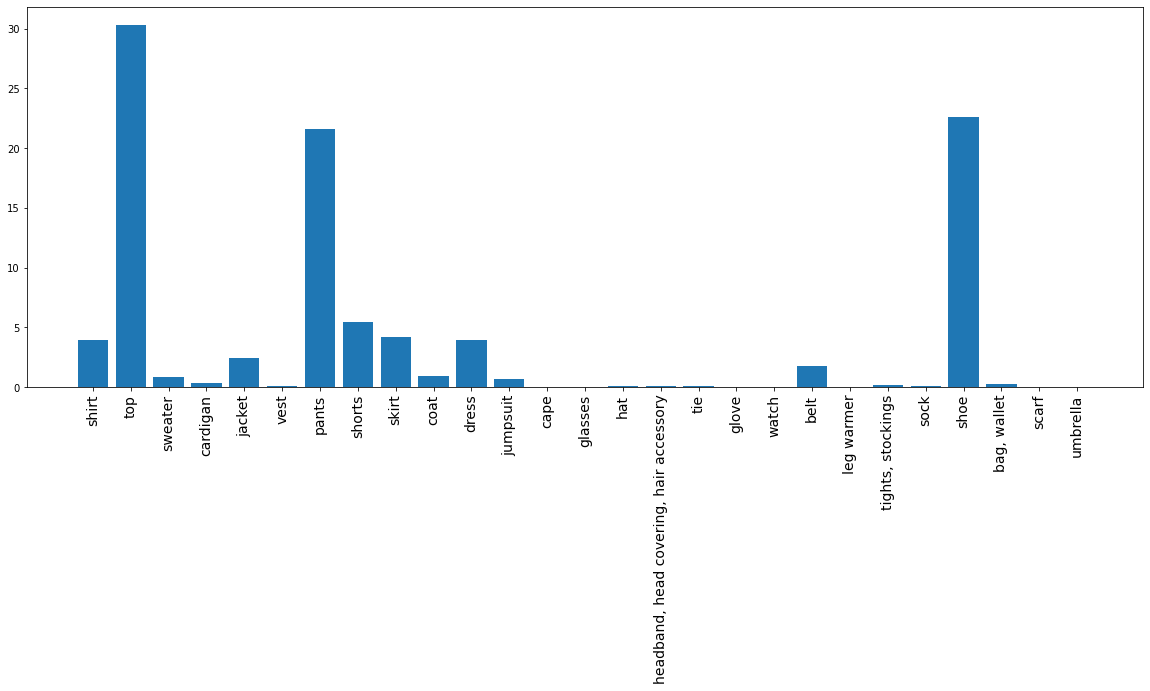 30
25
20
15
10
5
0
shirt
top
sweater
cardigan
jacket
vest
pants
shorts
skirt
coat
dress
jumpsuit
cape
glasses
hat
headband, head covering, hair accessory
tie
glove
watch
belt
leg warmer
tights, stockings
sock
shoe
bag, wallet
scarf
umbrella